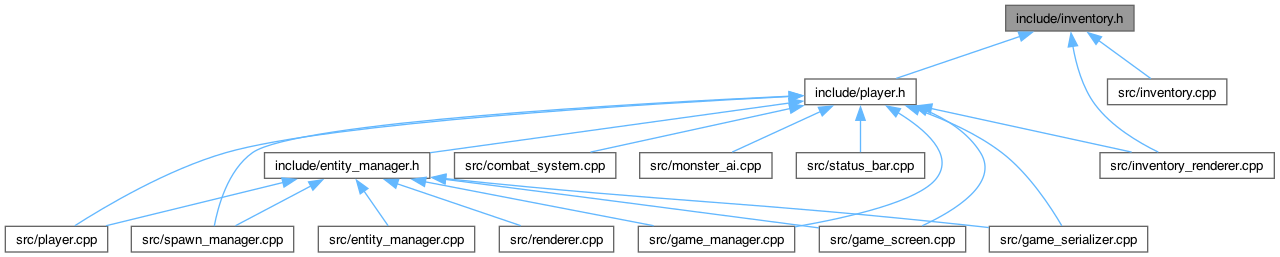 include/inventory.h
include/player.h
src/inventory.cpp
include/entity_manager.h
src/combat_system.cpp
src/monster_ai.cpp
src/status_bar.cpp
src/inventory_renderer.cpp
src/player.cpp
src/spawn_manager.cpp
src/entity_manager.cpp
src/renderer.cpp
src/game_manager.cpp
src/game_screen.cpp
src/game_serializer.cpp